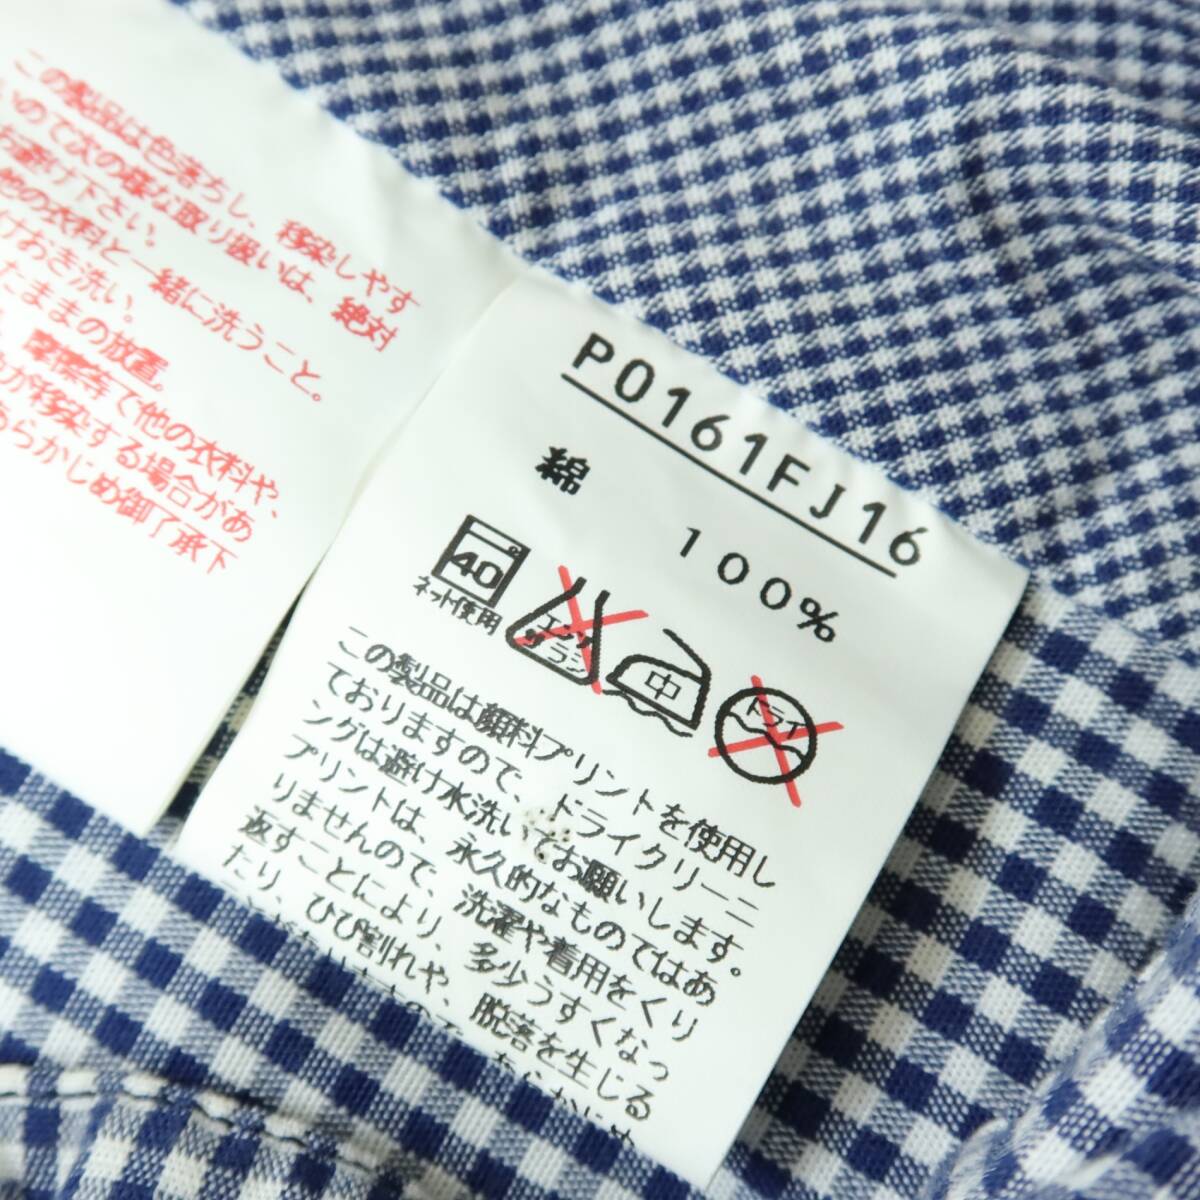 この製品は色落ちし、移染しやす
いので次の様な取り扱いは、絶対
お避け下さい。
他の衣料と一緒に洗うこと。
けおき洗い。
たままの放置。
摩擦等で他の衣料や、
が移染する場合があ
あらかじめ御了承下
P0161FJ16
綿 100%
40
ネット使用
エンソ
サラシ
中
ドライ
この製品は顔料プリントを使用し
ておりますので、ドライクリーニ
ングは避け水洗いでお願いします。
プリントは、永久的なものではあ
りませんので、洗濯や着用をくり
返すことにより、多少うすくなっ
たり、ひび割れや、脱落を生じる